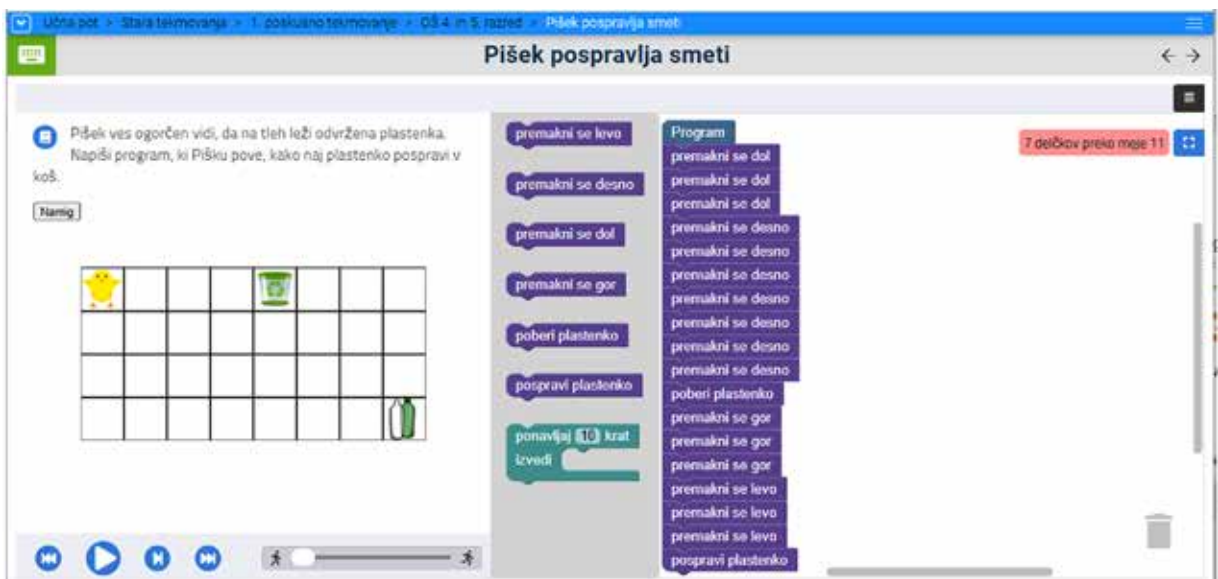 Učna pot > Stara tekmovanja > 1. poskusno tekmovanje > OŠ 4. in 5. razred > Pišek pospravlja smeti
Pišek pospravlja smeti
Pišek ves ogorčen vidi, da na tleh leži odvržena plastenka.
Napiši program, ki Pišku pove, kako naj plastenko pospravi v
koš.
Namig
premakni se levo
premakni se desno
premakni se dol
premakni se gor
poberi plastenko
pospravi plastenko
ponavljaj 10 krat
izvedi
Program
premakni se dol
premakni se dol
premakni se dol
premakni se desno
premakni se desno
premakni se desno
premakni se desno
premakni se desno
premakni se desno
premakni se desno
poberi plastenko
premakni se gor
premakni se gor
premakni se gor
premakni se levo
premakni se levo
premakni se levo
pospravi plastenko
7 delčkov preko meje 11